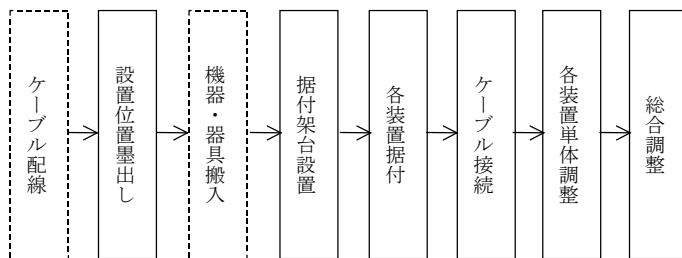 ケーブル配線
設置位置墨出し
機器・器具搬入
据付架台設置
各装置据付
ケーブル接続
各装置単体調整
総合調整